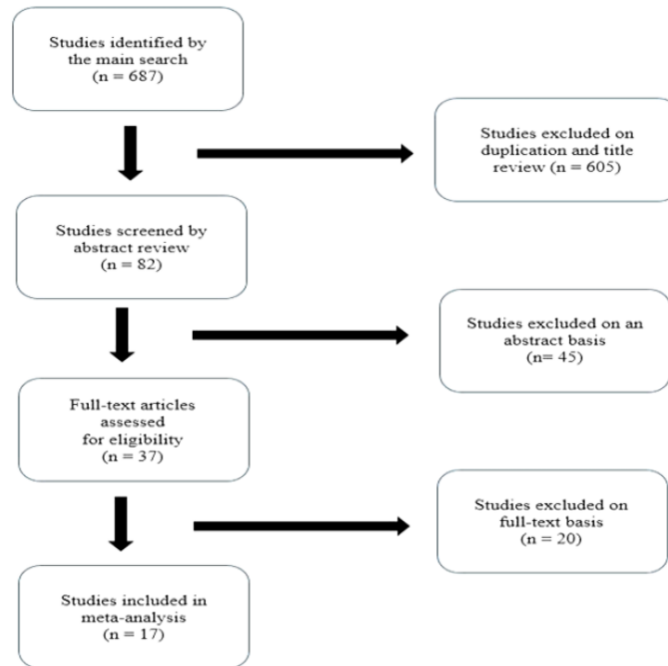 Studies identified by
the main search
(n = 687)
Studies excluded on
duplication and title
review (n = 605)
Studies screened by
abstract review
(n = 82)
Studies excluded on an
abstract basis
(n= 45)
Full-text articles
assessed
for eligibility
(n = 37)
Studies excluded on
full-text basis
(n = 20)
Studies included in
meta-analysis
(n = 17)